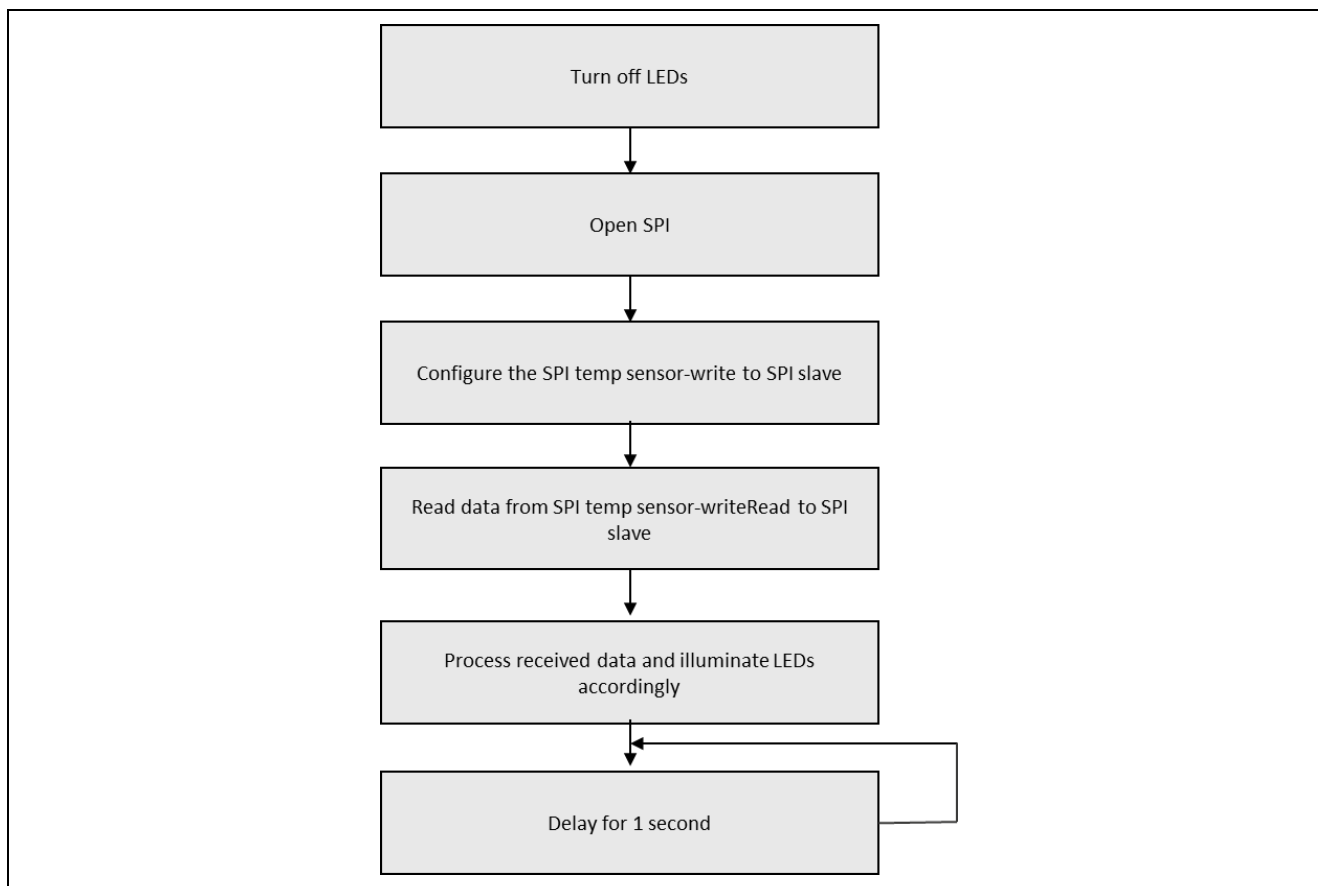 Turn off LEDs
Open SPI
Configure the SPI temp sensor-write to SPI slave
Read data from SPI temp sensor-writeRead to SPI
slave
Process received data and illuminate LEDs
accordingly
Delay for 1 second